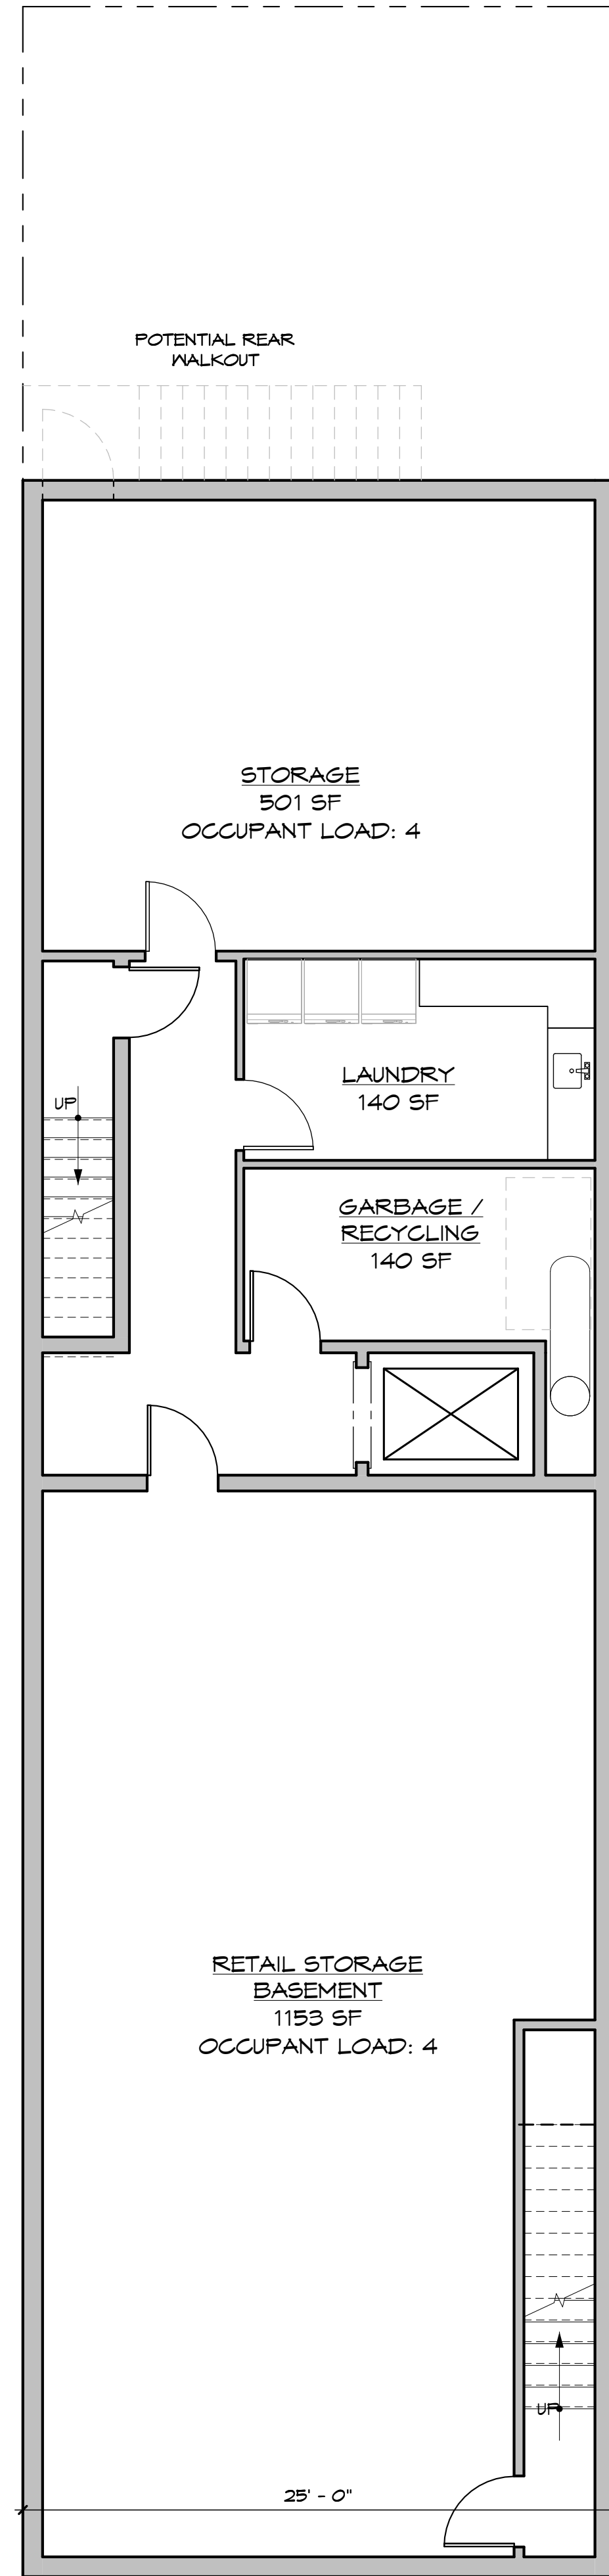 POTENTIAL REAR
WALKOUT
STORAGE
501 SF
OCCUPANT LOAD: 4
UP
LAUNDRY
140 SF
GARBAGE /
RECYCLING
140 SF
RETAIL STORAGE
BASEMENT
1153 SF
OCCUPANT LOAD: 4
UP
25' - 0"